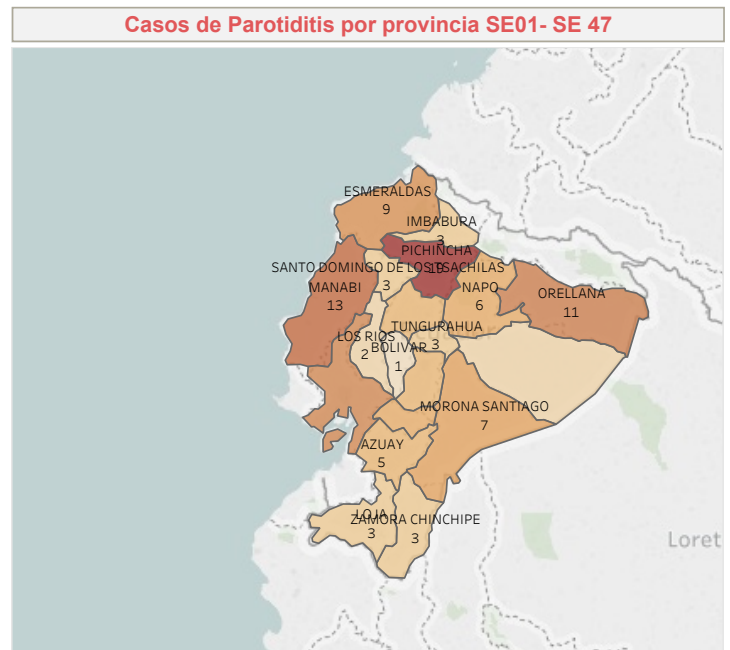 Casos de Parotiditis por provincia SE01- SE 47
ESMERALDAS
9
IMBABURA
3
PICHINCHA
19
SANTO DOMINGO DE LOS TSACHILAS
3
MANABI
13
NAPO
6
ORELLANA
11
TUNGURAHUA
3
LOS RIOS
2
BOLIVAR
1
MORONA SANTIAGO
7
AZUAY
5
LOJA
3
ZAMORA CHINCHIPE
3
Loret